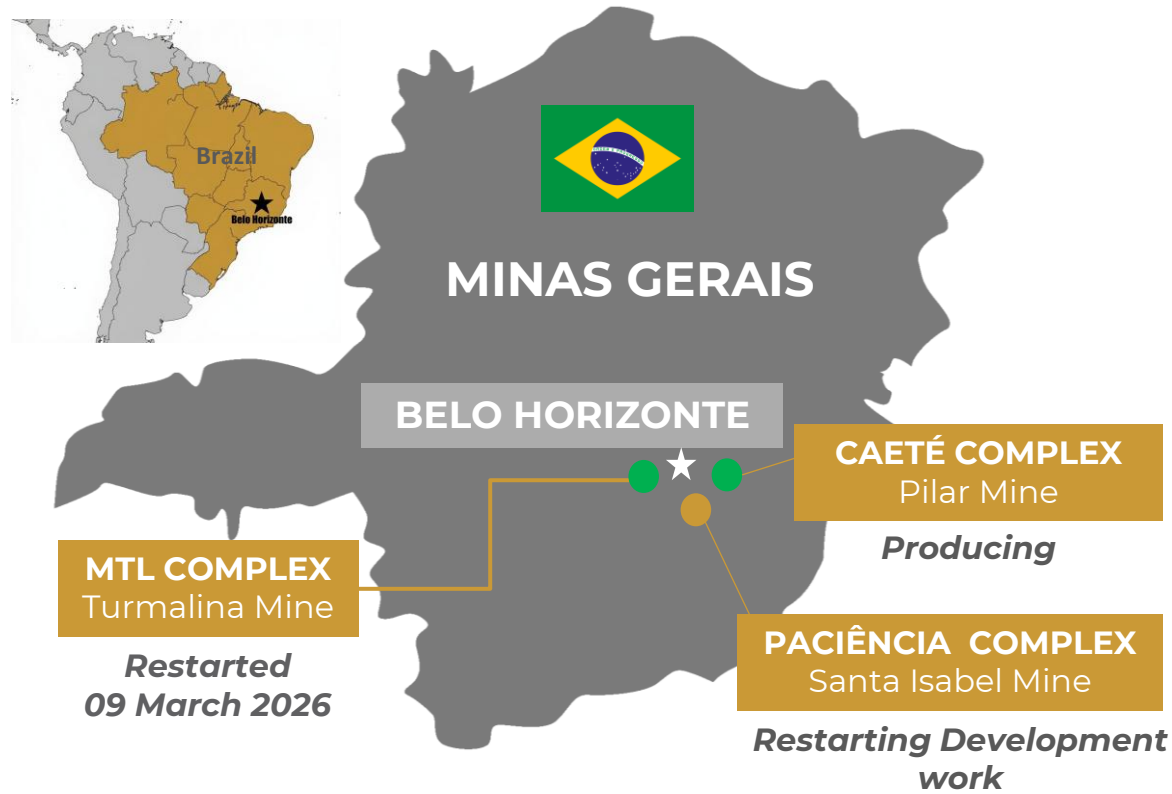 Brazil
Belo Horizonte
MINAS GERAIS
BELO HORIZONTE
CAETÉ COMPLEX
Pilar Mine
Producing
MTL COMPLEX
Turmalina Mine
Restarted
09 March 2026
PACIÊNCIA COMPLEX
Santa Isabel Mine
Restarting Development
work